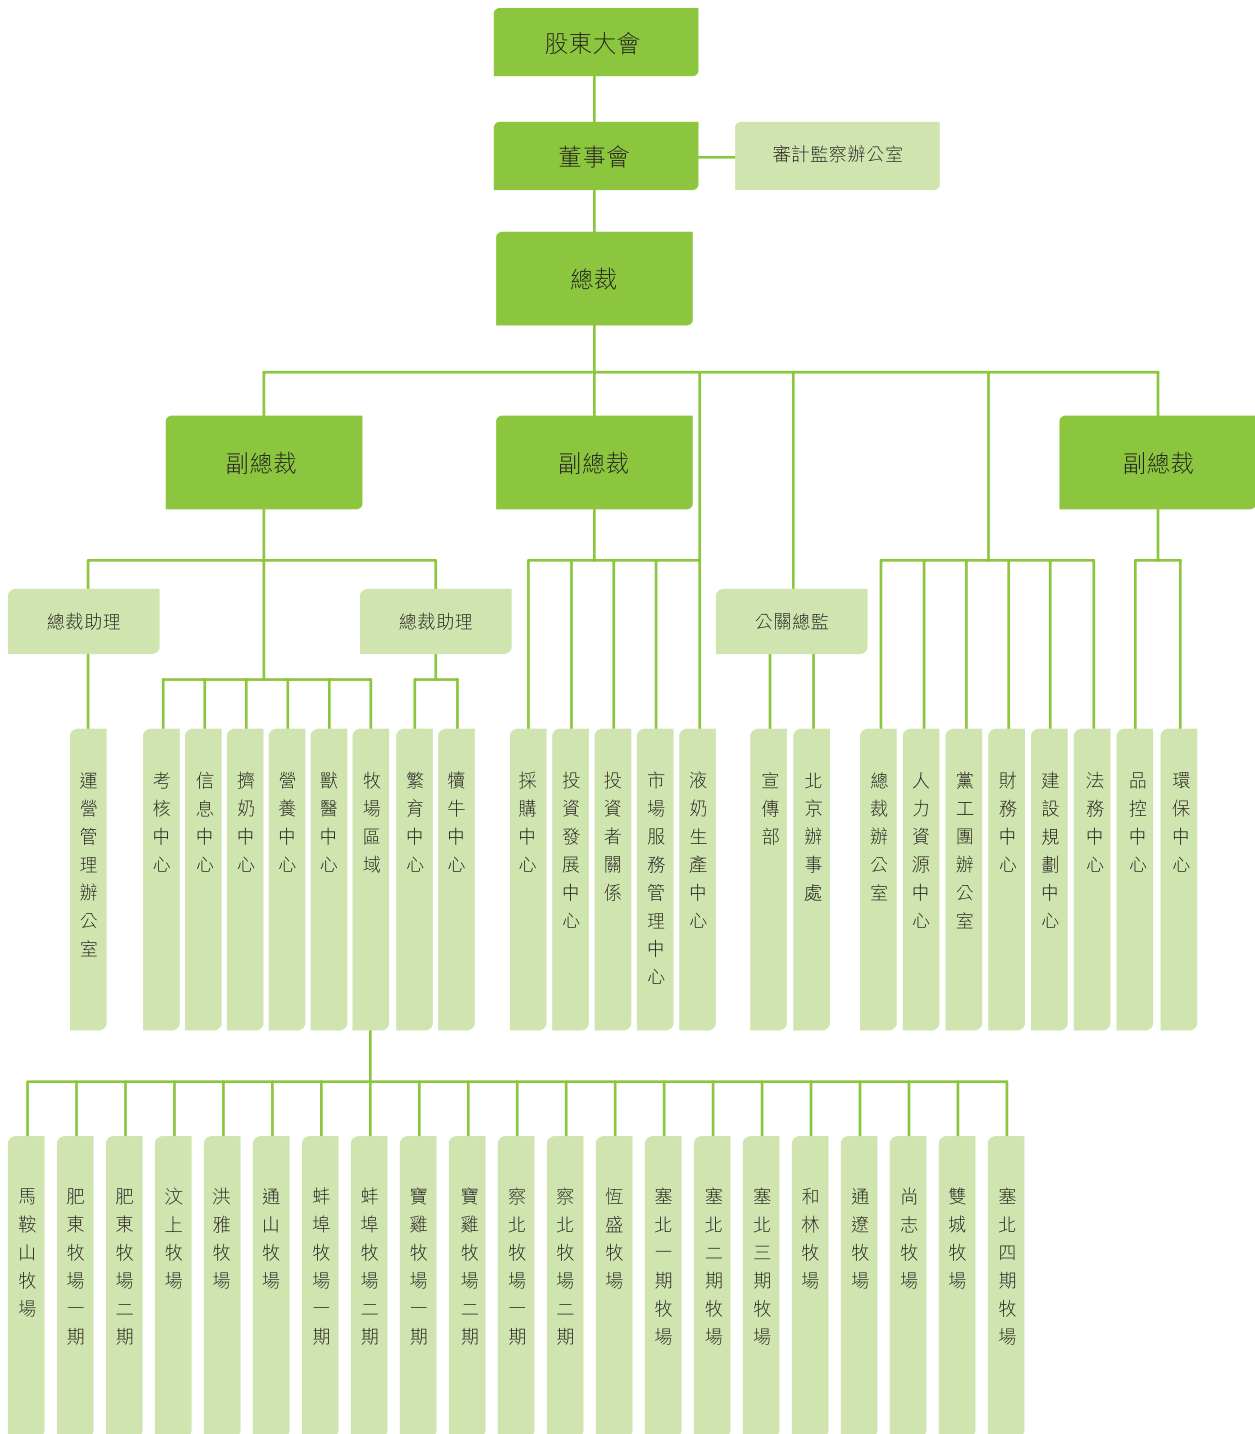 股東大會
董事會
審計監察辦公室
總裁
副總裁
副總裁
副總裁
總裁助理
總裁助理
公關總監
運營管理辦公室
考核中心
信息中心
擠奶中心
營養中心
獸醫中心
牧場區域
繁育中心
犢牛中心
採購中心
投資發展中心
投資者關係
市場服務管理中心
液奶生產中心
宣傳部
北京辦事處
總裁辦公室
人力資源中心
黨工團辦公室
財務中心
建設規劃中心
法務中心
品控中心
環保中心
馬鞍山牧場
肥東牧場一期
肥東牧場二期
汶上牧場
洪雅牧場
通山牧場
蚌埠牧場一期
蚌埠牧場二期
寶雞牧場一期
寶雞牧場二期
察北牧場一期
察北牧場二期
恆盛牧場
塞北一期牧場
塞北二期牧場
塞北三期牧場
和林牧場
通遼牧場
尚志牧場
雙城牧場
塞北四期牧場